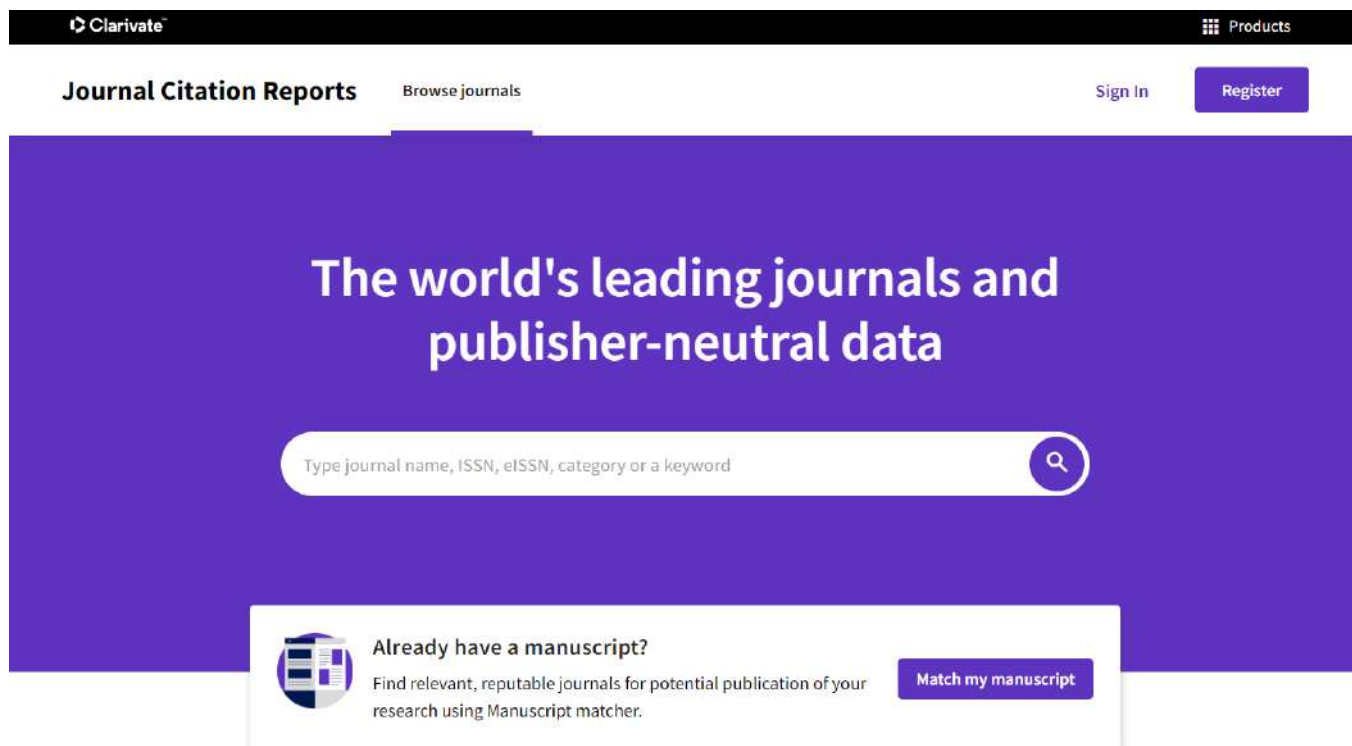 Clarivate™
Products
Journal Citation Reports
Browse journals
Sign In
Register
The world's leading journals and
publisher-neutral data
Type journal name, ISSN, eISSN, category or a keyword
Already have a manuscript?
Find relevant, reputable journals for potential publication of your
research using Manuscript matcher.
Match my manuscript